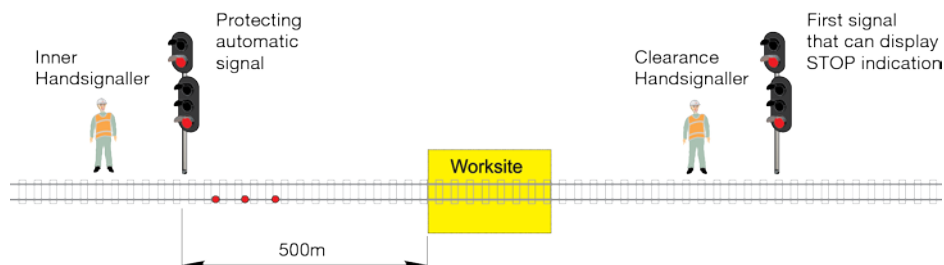 Inner
Handsignaller
Protecting
automatic
signal
Clearance
Handsignaller
First signal
that can display
STOP indication
Worksite
500m